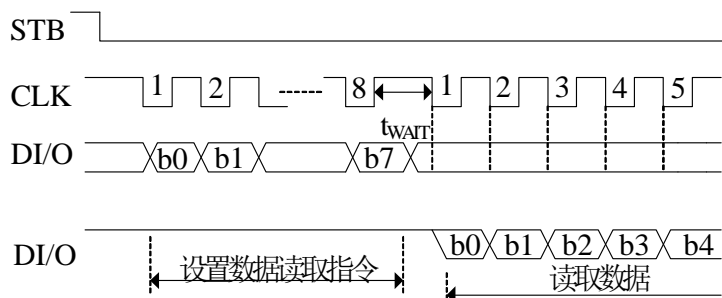 STB
CLK 1 2 8 1 2 3 4 5
tWAIT
DI/O b0 b1 b7
DI/O b0 b1 b2 b3 b4
设置数据读取指令 读取数据